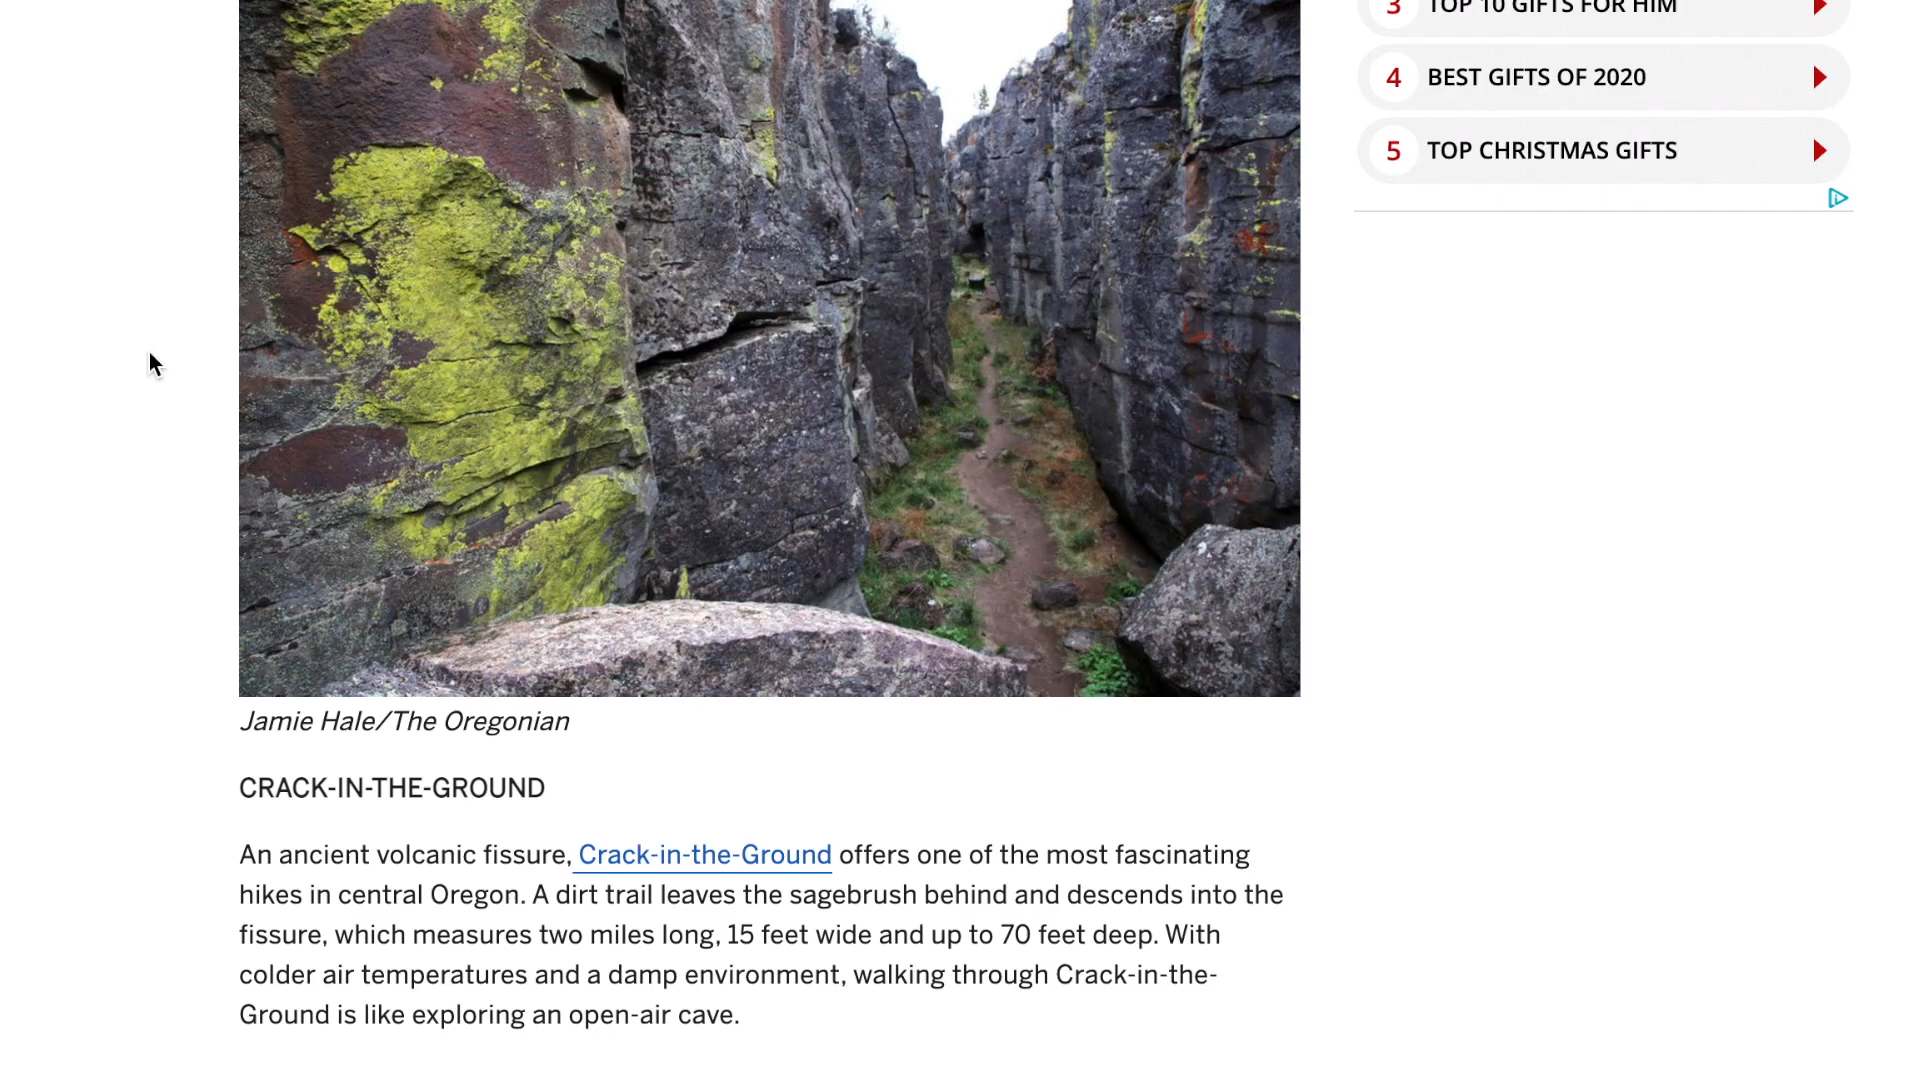 3 TOP 10 GIFTS FOR HIM
4 BEST GIFTS OF 2020
5 TOP CHRISTMAS GIFTS
Jamie Hale/The Oregonian
CRACK-IN-THE-GROUND
An ancient volcanic fissure, Crack-in-the-Ground offers one of the most fascinating
hikes in central Oregon. A dirt trail leaves the sagebrush behind and descends into the
fissure, which measures two miles long, 15 feet wide and up to 70 feet deep. With
colder air temperatures and a damp environment, walking through Crack-in-the-
Ground is like exploring an open-air cave.